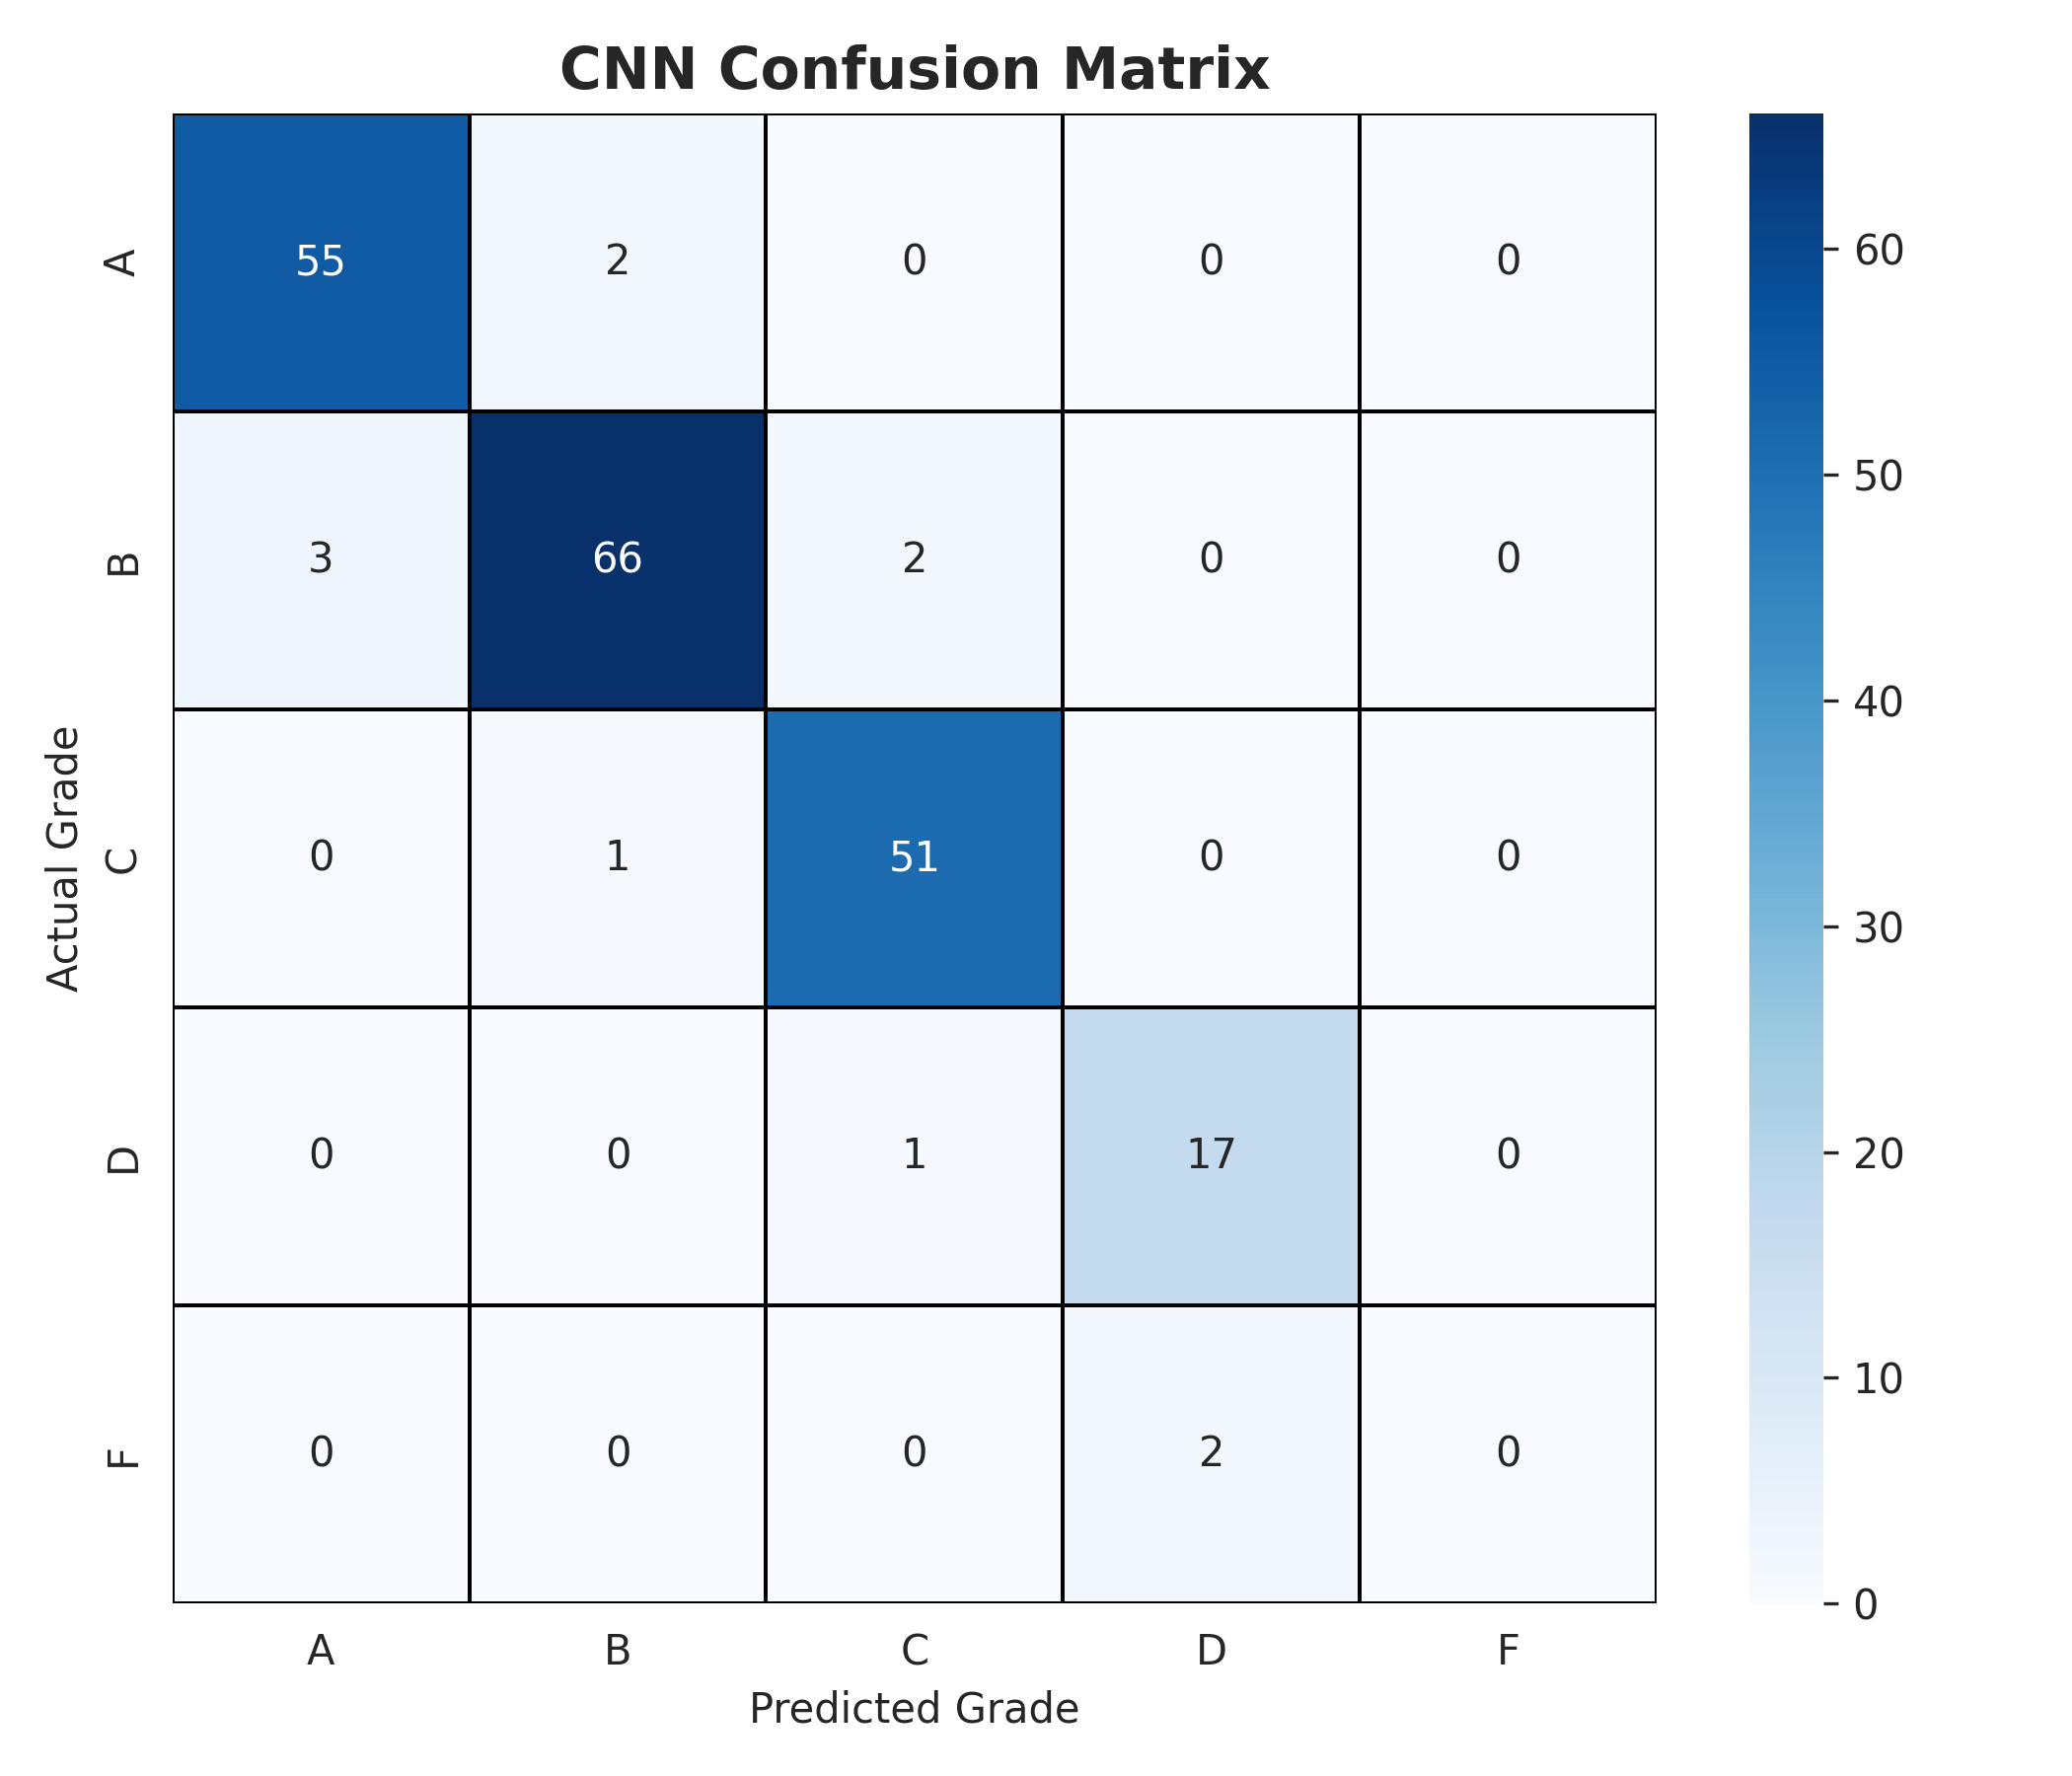 CNN Confusion Matrix
Actual Grade
A 55 2 0 0 0
B 3 66 2 0 0
C 0 1 51 0 0
D 0 0 1 17 0
F 0 0 0 2 0
A B C D F
Predicted Grade
60
50
40
30
20
10
0